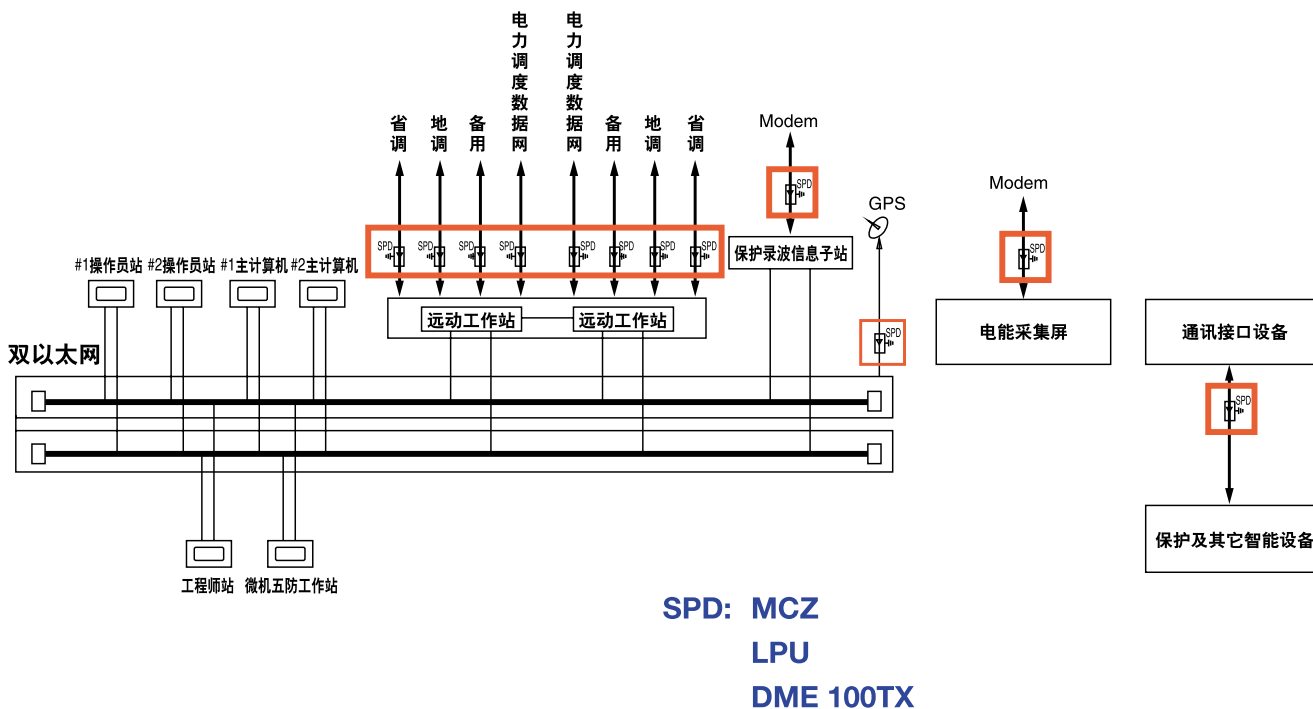 电力调度数据网
电力调度数据网
省调
地调
备用
备用
地调
省调
Modem
SPD
GPS
Modem
SPD
SPD
SPD
SPD
SPD
SPD
SPD
SPD
SPD
SPD
保护录波信息子站
#1操作员站
#2操作员站
#1主计算机
#2主计算机
远动工作站
远动工作站
SPD
电能采集屏
通讯接口设备
双以太网
SPD
保护及其它智能设备
工程师站
微机五防工作站
SPD: MCZ
LPU
DME 100TX